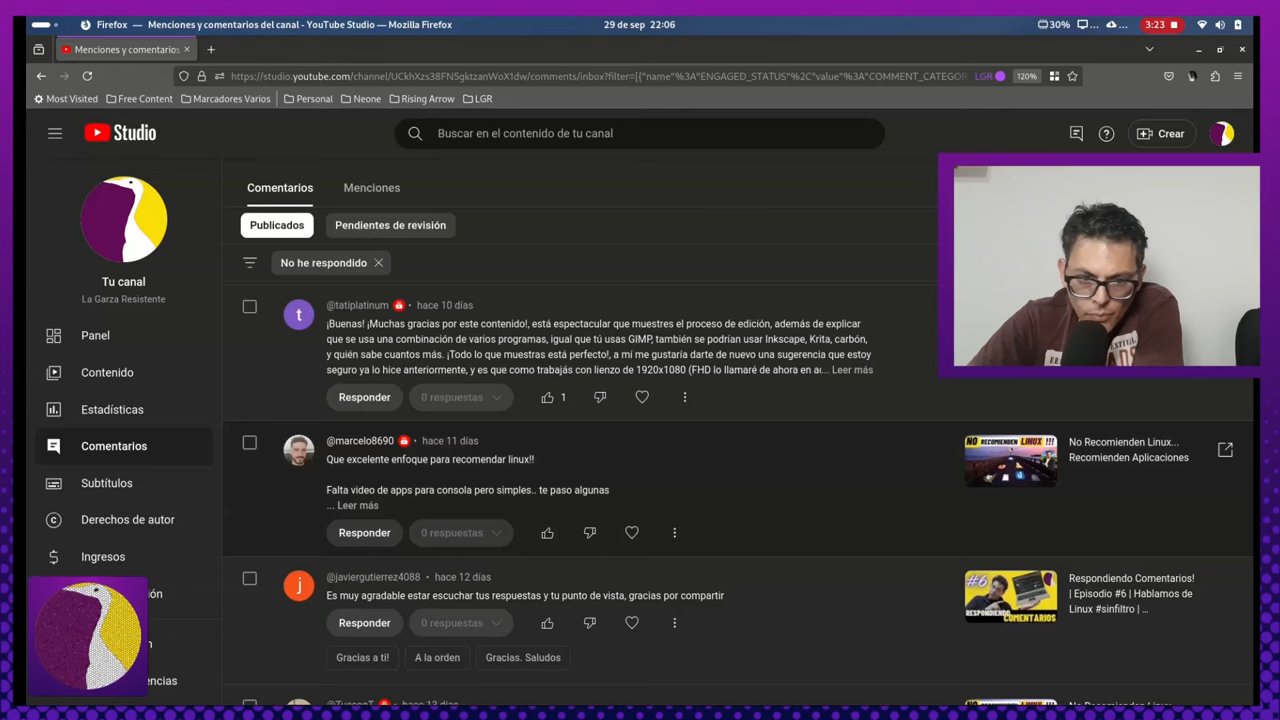 Firefox — Menciones y comentarios del canal - YouTube Studio — Mozilla Firefox
29 de sep 22:06
30%
3:23
Menciones y comentarios
https://studio.youtube.com/channel/UCkhXzs38FN5gktzanWoX1dw/comments/inbox?filter=[{"name"%3A"ENGAGED_STATUS"%2C"value"%3A"COMMENT_CATEGOR
LGR
120%
Most Visited
Free Content
Marcadores Varios
Personal
Neone
Rising Arrow
LGR
Studio
Buscar en el contenido de tu canal
Crear
Comentarios
Menciones
Publicados
Pendientes de revisión
No he respondido
Tu canal
La Garza Resistente
Panel
Contenido
Estadísticas
Comentarios
Subtítulos
Derechos de autor
Ingresos
t
@tatiplatinum • hace 10 días
¡Buenas! ¡Muchas gracias por este contenido!, está espectacular que muestres el proceso de edición, además de explicar
que se usa una combinación de varios programas, igual que tú usas GIMP, también se podrían usar Inkscape, Krita, carbón,
y quién sabe cuantos más. ¡Todo lo que muestras está perfecto!, a mí me gustaría darte de nuevo una sugerencia que estoy
seguro ya lo hice anteriormente, y es que como trabajás con lienzo de 1920x1080 (FHD lo llamaré de ahora en a... Leer más
Responder
0 respuestas
1
@marcelo8690 • hace 11 días
Que excelente enfoque para recomendar linux!!
Falta video de apps para consola pero simples.. te paso algunas
... Leer más
Responder
0 respuestas
NO RECOMIENDEN LINUX !!!
No Recomienden Linux...
Recomienden Aplicaciones
j
@javiergutierrez4088 • hace 12 días
Es muy agradable estar escuchar tus respuestas y tu punto de vista, gracias por compartir
Responder
0 respuestas
Gracias a ti!
A la orden
Gracias. Saludos
#6
RESPONDIENDO
COMENTARIOS
Respondiendo Comentarios!
| Episodio #6 | Hablamos de
Linux #sinfiltro | ...